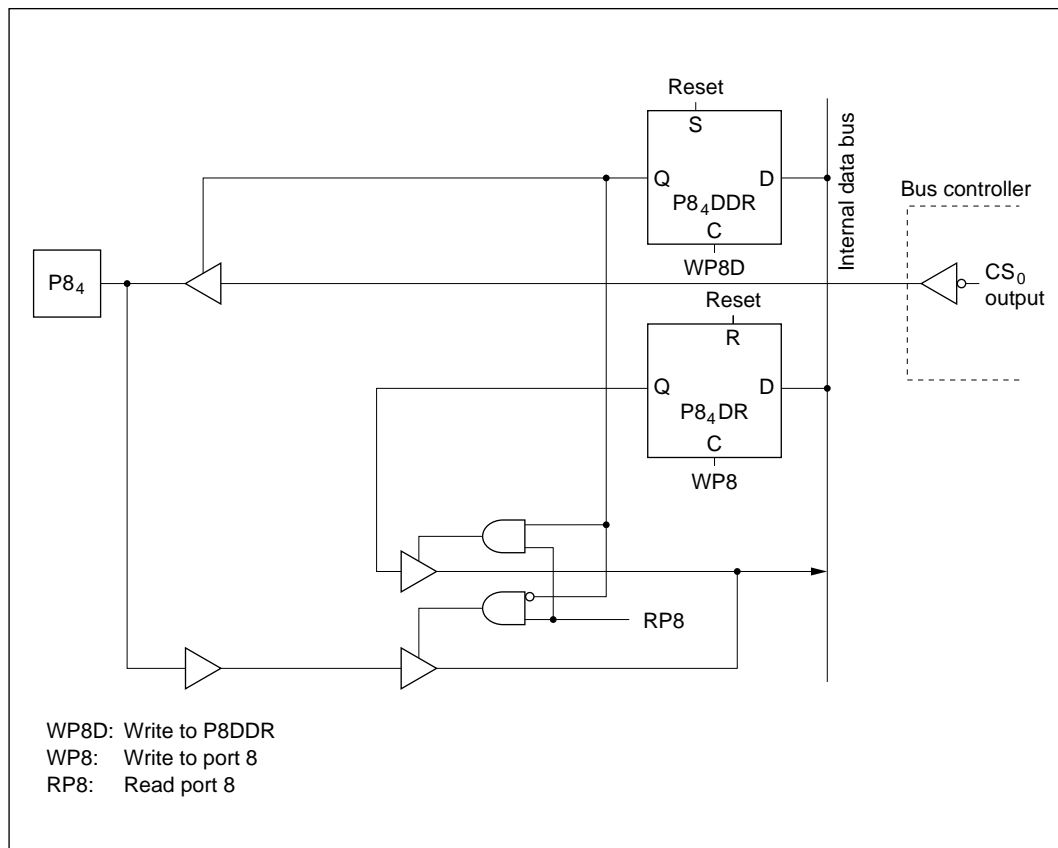 Reset
S
Q D
P8₄DDR
C
WP8D
Internal data bus
Bus controller
P8₄
CS₀
output
Reset
R
Q D
P8₄DR
C
WP8
RP8
WP8D: Write to P8DDR
WP8: Write to port 8
RP8: Read port 8